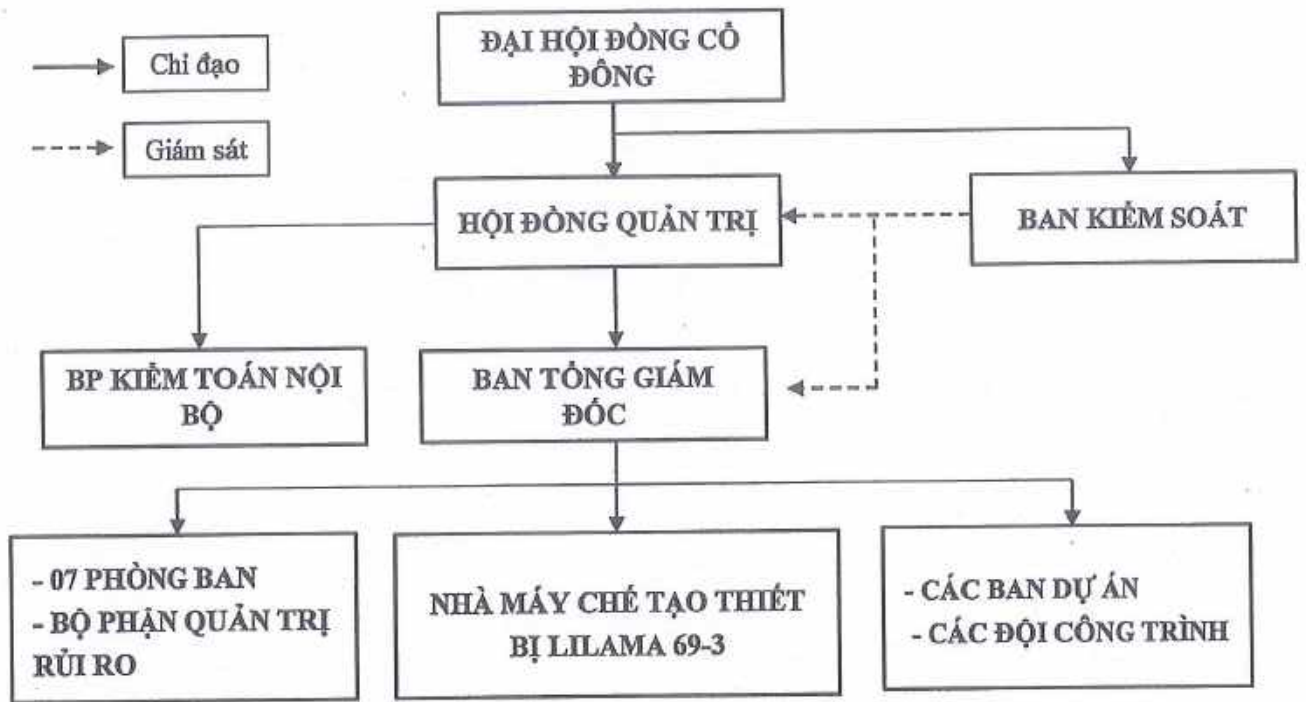 ĐẠI HỘI ĐỒNG CỔ
ĐÔNG
Chỉ đạo
Giám sát
HỘI ĐỒNG QUẢN TRỊ
BAN KIỂM SOÁT
BP KIỂM TOÁN NỘI
BỘ
BAN TỔNG GIÁM
ĐỐC
- 07 PHÒNG BAN
- BỘ PHẬN QUẢN TRỊ
RỦI RO
NHÀ MÁY CHẾ TẠO THIẾT
BỊ LILAMA 69-3
- CÁC BAN DỰ ÁN
- CÁC ĐỘI CÔNG TRÌNH